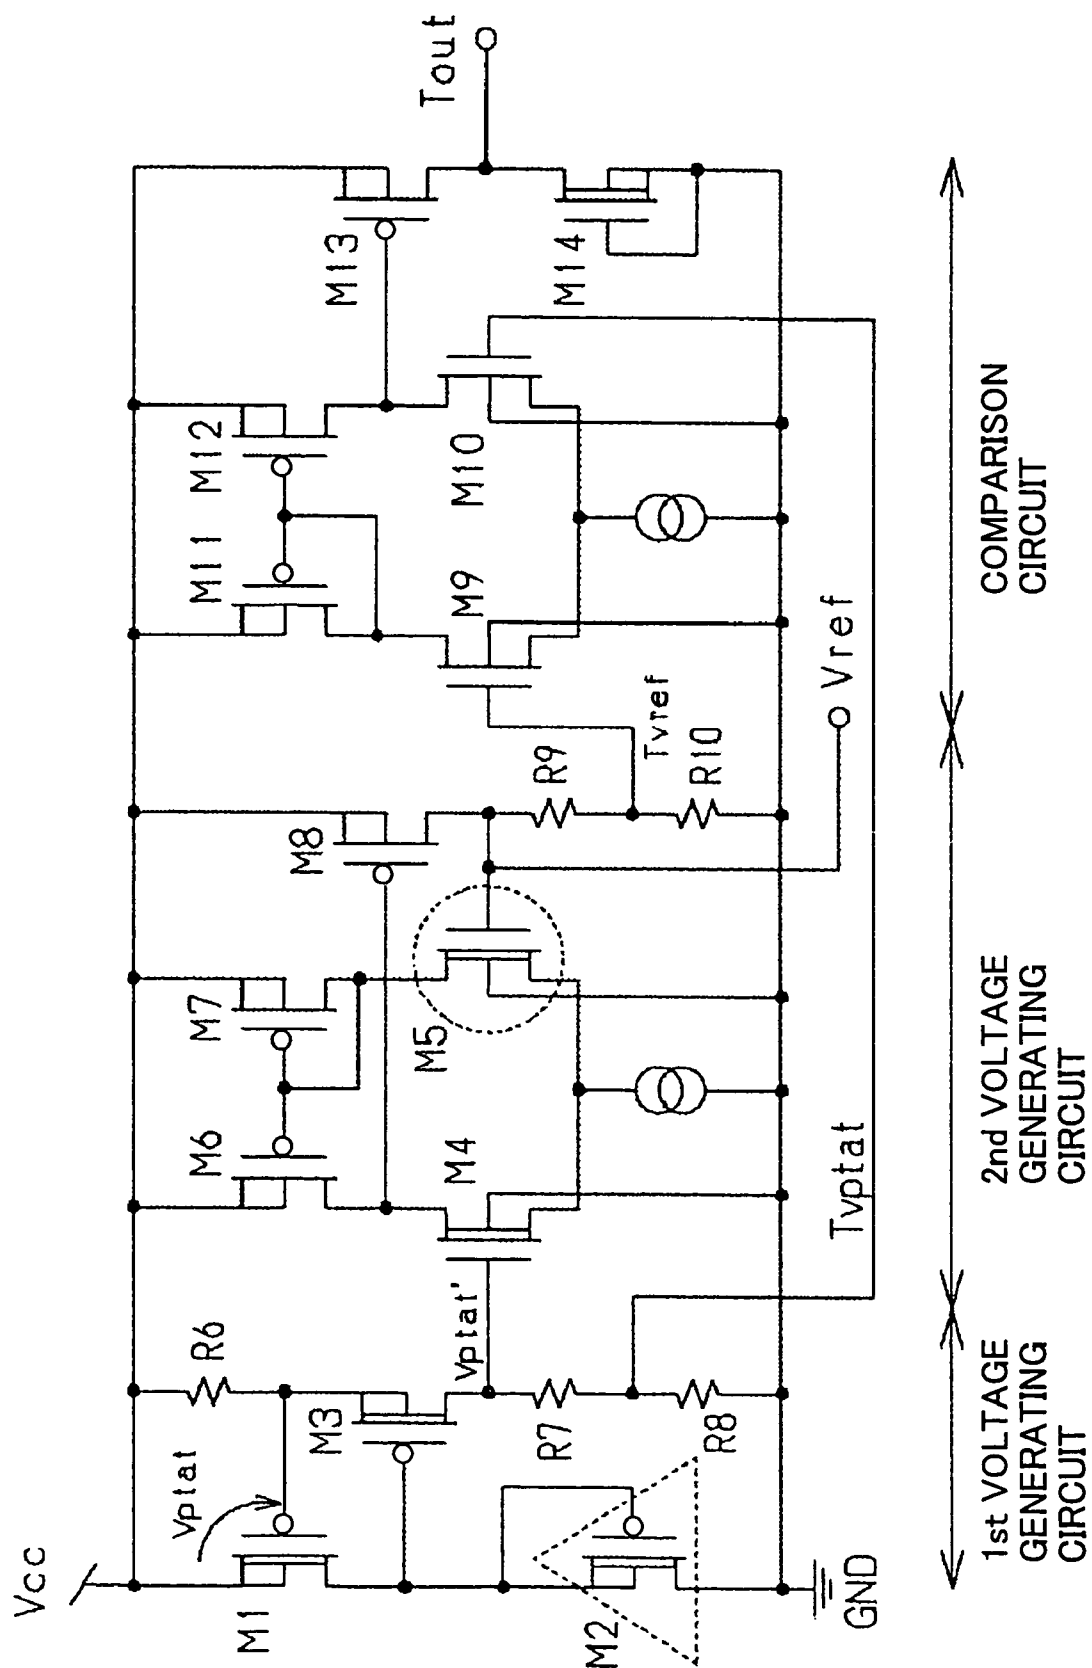 Vcc
M1
Vptat
R6
M3
M2
GND
Vptat'
R7
R8
M6
M7
M8
M4
M5
R9
Tvref
R10
Vref
Tvptat
M11
M12
M9
M10
M13
M14
Tout
1st VOLTAGE
GENERATING
CIRCUIT
2nd VOLTAGE
GENERATING
CIRCUIT
COMPARISON
CIRCUIT